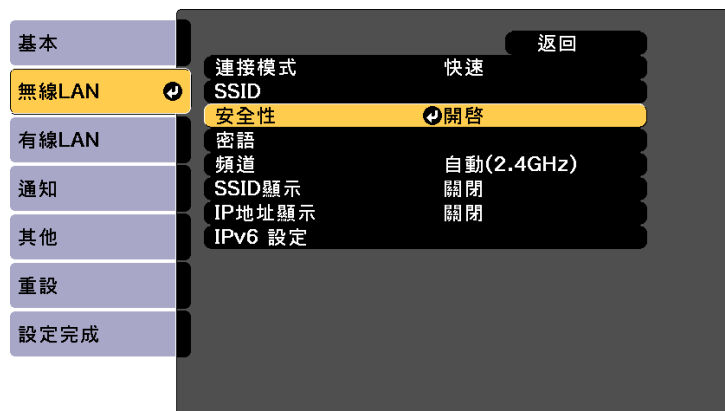 基本
無線LAN
有線LAN
通知
其他
重設
設定完成
返回
連接模式 快速
SSID
安全性 開啓
密語
頻道 自動(2.4GHz)
SSID顯示 關閉
IP地址顯示 關閉
IPv6 設定